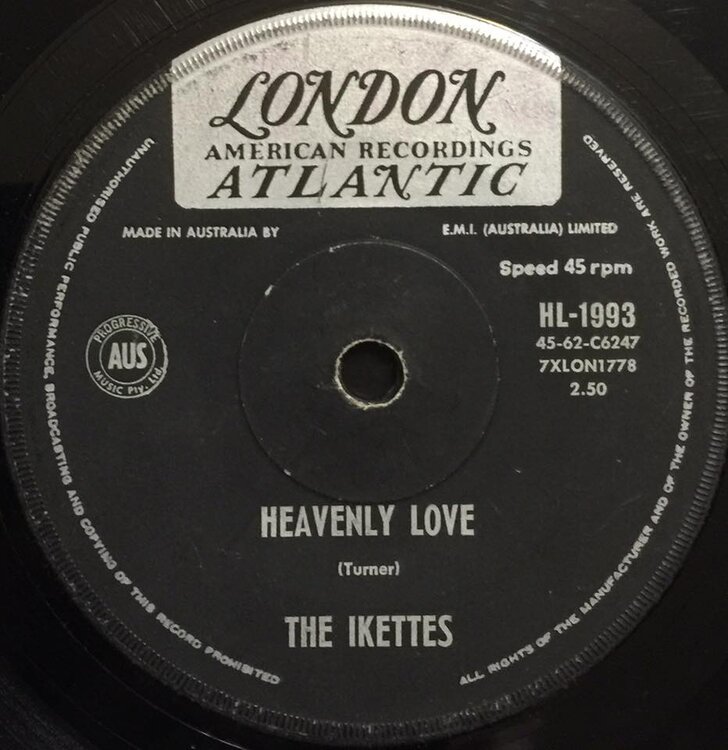 LONDON
AMERICAN RECORDINGS
ATLANTIC
MADE IN AUSTRALIA BY
E.M.I. (AUSTRALIA) LIMITED
Speed 45 rpm
HL-1993
45-62-C6247
7XLON1778
2.50
PROGRESSIVE
AUS
MUSIC Pty. Ltd.
HEAVENLY LOVE
(Turner)
THE IKETTES
UNAUTHORISED PUBLIC PERFORMANCE, BROADCASTING AND COPYING OF THIS RECORD PROHIBITED
ALL RIGHTS OF THE MANUFACTURER AND OF THE OWNER OF THE RECORDED WORK ARE RESERVED